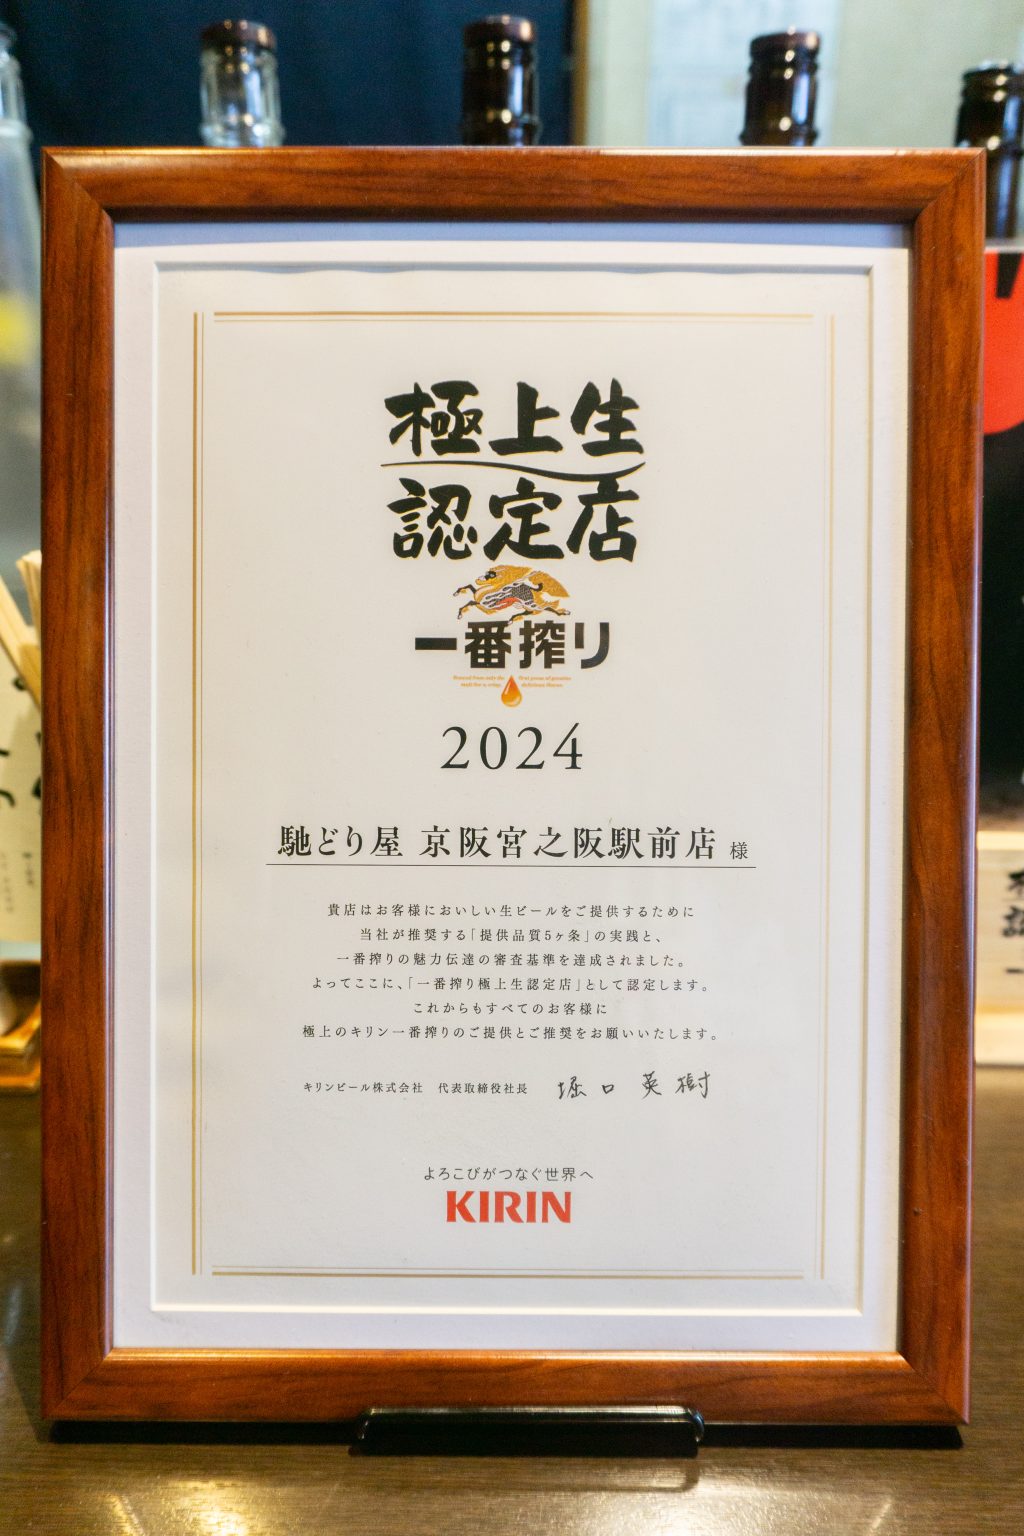 極上生
認定店
一番搾り
2024
馳どり屋 京阪宮之阪駅前店 様
貴店はお客様においしい生ビールをご提供するために
当社が推奨する「提供品質5ヶ条」の実践と、
一番搾りの魅力伝達の審査基準を達成されました。
よってここに、「一番搾り極上生認定店」として認定します。
これからもすべてのお客様に
極上のキリン一番搾りのご提供とご推奨をお願いいたします。
キリンビール株式会社 代表取締役社長 堀口英樹
よろこびがつなぐ世界へ
KIRIN